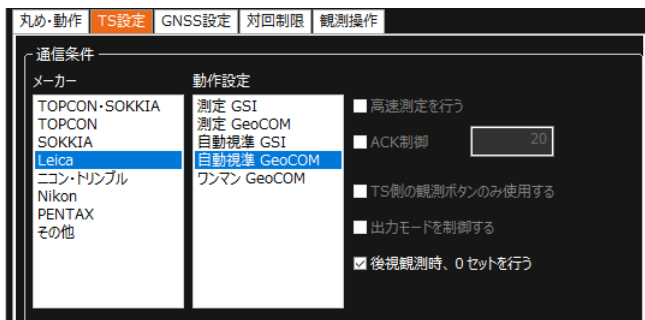 丸め・動作 TS設定 GNSS設定 対回制限 観測操作
通信条件
メーカー
TOPCON・SOKKIA
TOPCON
SOKKIA
Leica
ニコン・トリンブル
Nikon
PENTAX
その他
動作設定
測定 GSI
測定 GeoCOM
自動視準 GSI
自動視準 GeoCOM
ワンマン GeoCOM
高速測定を行う
ACK制御 20
TS側の観測ボタンのみ使用する
出力モードを制御する
後視観測時、0セットを行う